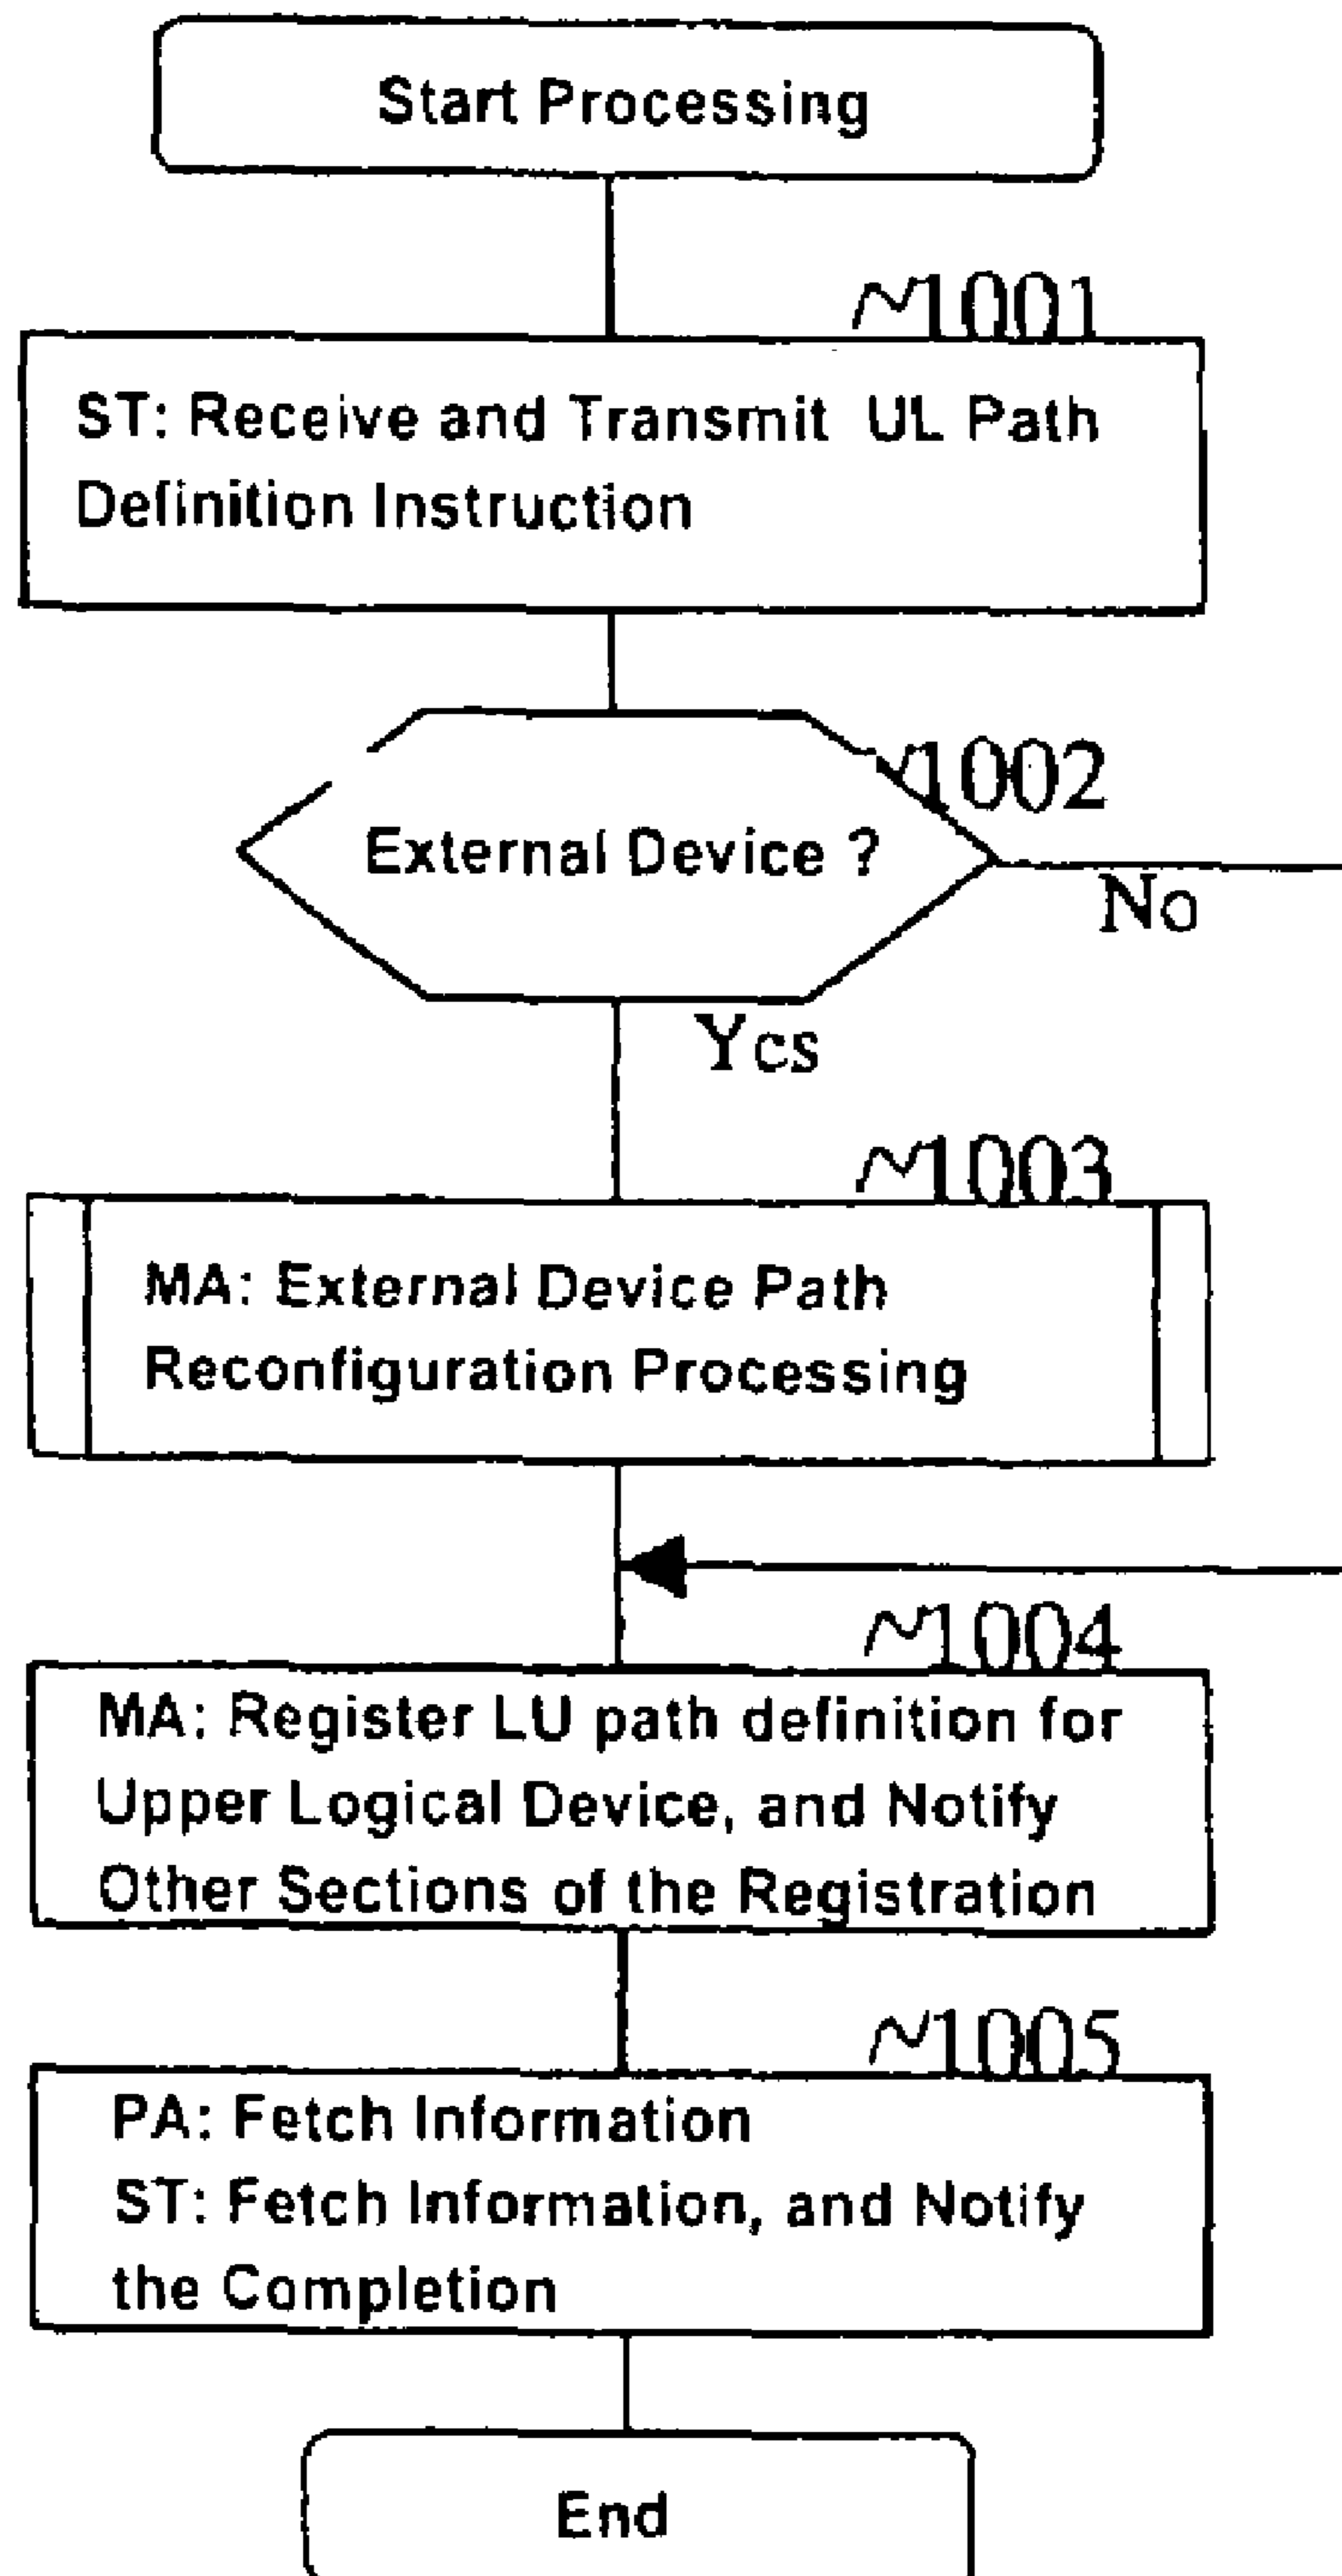 Start Processing
~1001
ST: Receive and Transmit UL Path
Definition Instruction
~1002
External Device ?
No
Yes
~1003
MA: External Device Path
Reconfiguration Processing
~1004
MA: Register LU path definition for
Upper Logical Device, and Notify
Other Sections of the Registration
~1005
PA: Fetch Information
ST: Fetch Information, and Notify
the Completion
End